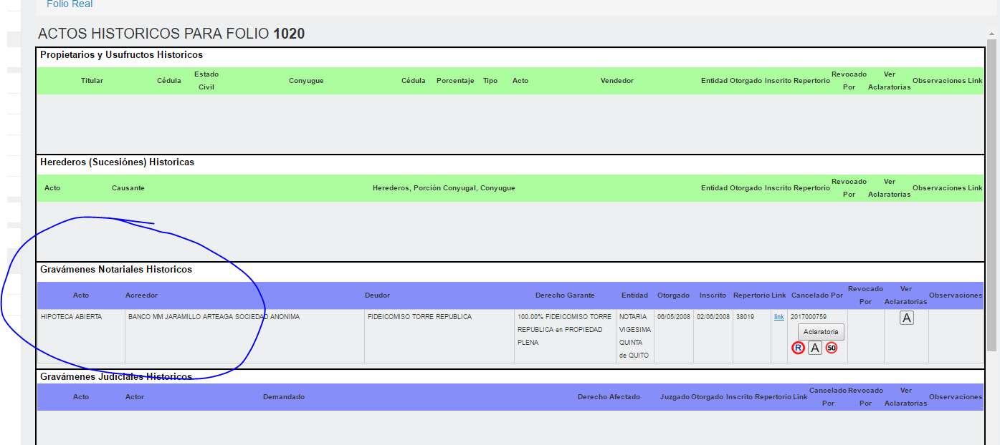 Folio Real
ACTOS HISTORICOS PARA FOLIO 1020
Propietarios y Usufructos Historicos
Titular Cédula Estado Civil Conyugue Cédula Porcentaje Tipo Acto Vendedor Entidad Otorgado Inscrito Repertorio Revocado Por Ver Aclaratorias Observaciones Link
Herederos (Sucesiónes) Historicas
Acto Causante Herederos, Porción Conyugal, Conyugue Entidad Otorgado Inscrito Repertorio Revocado Por Ver Aclaratorias Observaciones Link
Gravámenes Notariales Historicos
Acto Acreedor Deudor Derecho Garante Entidad Otorgado Inscrito Repertorio Link Cancelado Por Revocado Por Ver Aclaratorias Observaciones
HIPOTECA ABIERTA BANCO MM JARAMILLO ARTEAGA SOCIEDAD ANONIMA FIDEICOMISO TORRE REPUBLICA 100.00% FIDEICOMISO TORRE REPUBLICA en PROPIEDAD PLENA NOTARIA VIGESIMA QUINTA de QUITO 06/05/2008 02/06/2008 38019 link 2017000759 A
Aclaratoria
R A 50
Gravámenes Judiciales Historicos
Acto Actor Demandado Derecho Afectado Juzgado Otorgado Inscrito Repertorio Link Cancelado Por Revocado Por Ver Aclaratorias Observaciones